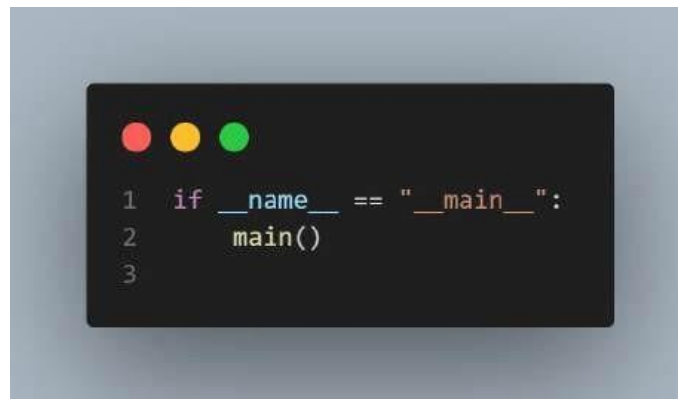 1 if __name__ == "__main__":
2     main()
3